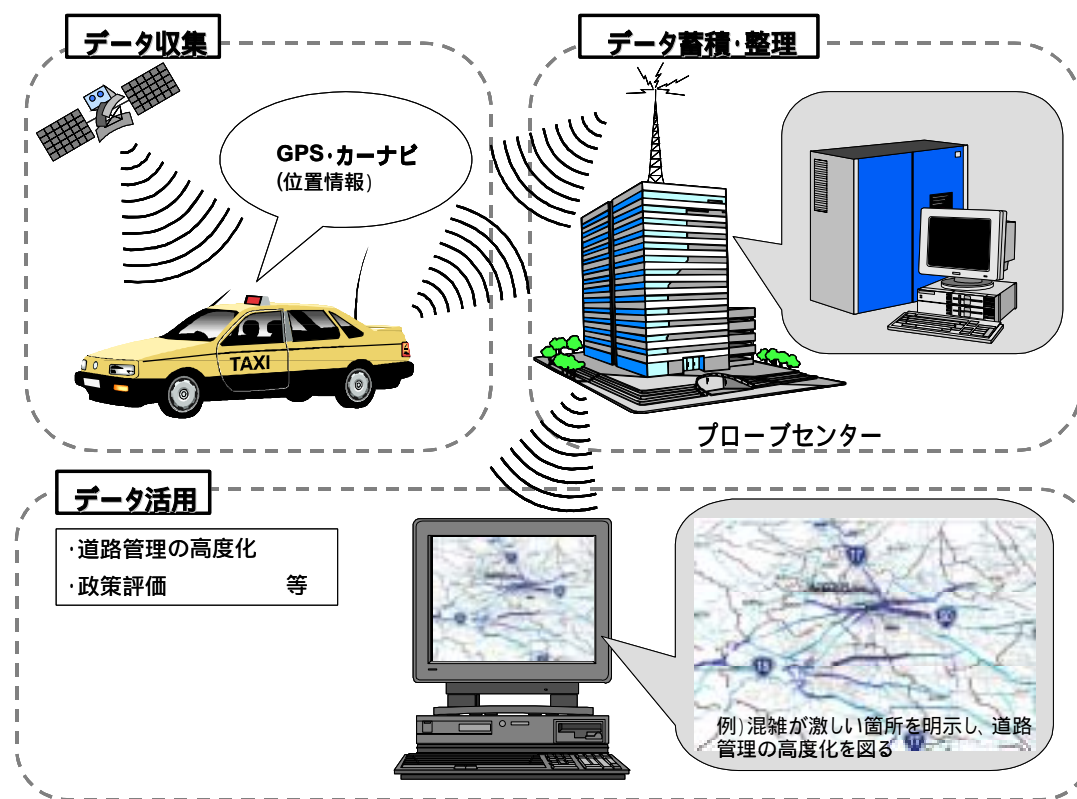 データ収集
データ蓄積・整理
GPS・カーナビ
(位置情報)
TAXI
プローブセンター
データ活用
・道路管理の高度化
・政策評価　　　　　等
例)混雑が激しい箇所を明示し、道路
管理の高度化を図る